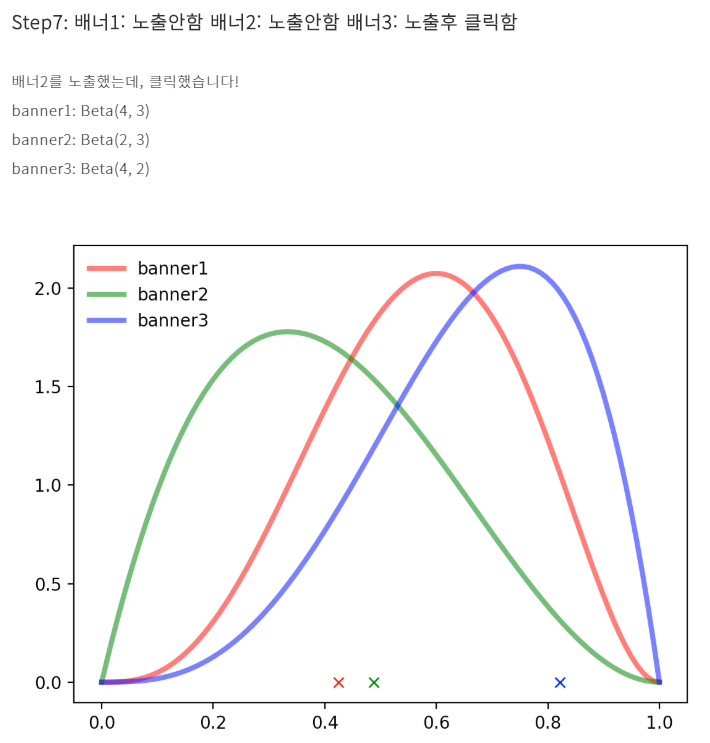 Step7: 배너1: 노출안함 배너2: 노출안함 배너3: 노출후 클릭함
배너2를 노출했는데, 클릭했습니다!
banner1: Beta(4, 3)
banner2: Beta(2, 3)
banner3: Beta(4, 2)
banner1
banner2
banner3
2.0
1.5
1.0
0.5
0.0
0.0 0.2 0.4 0.6 0.8 1.0